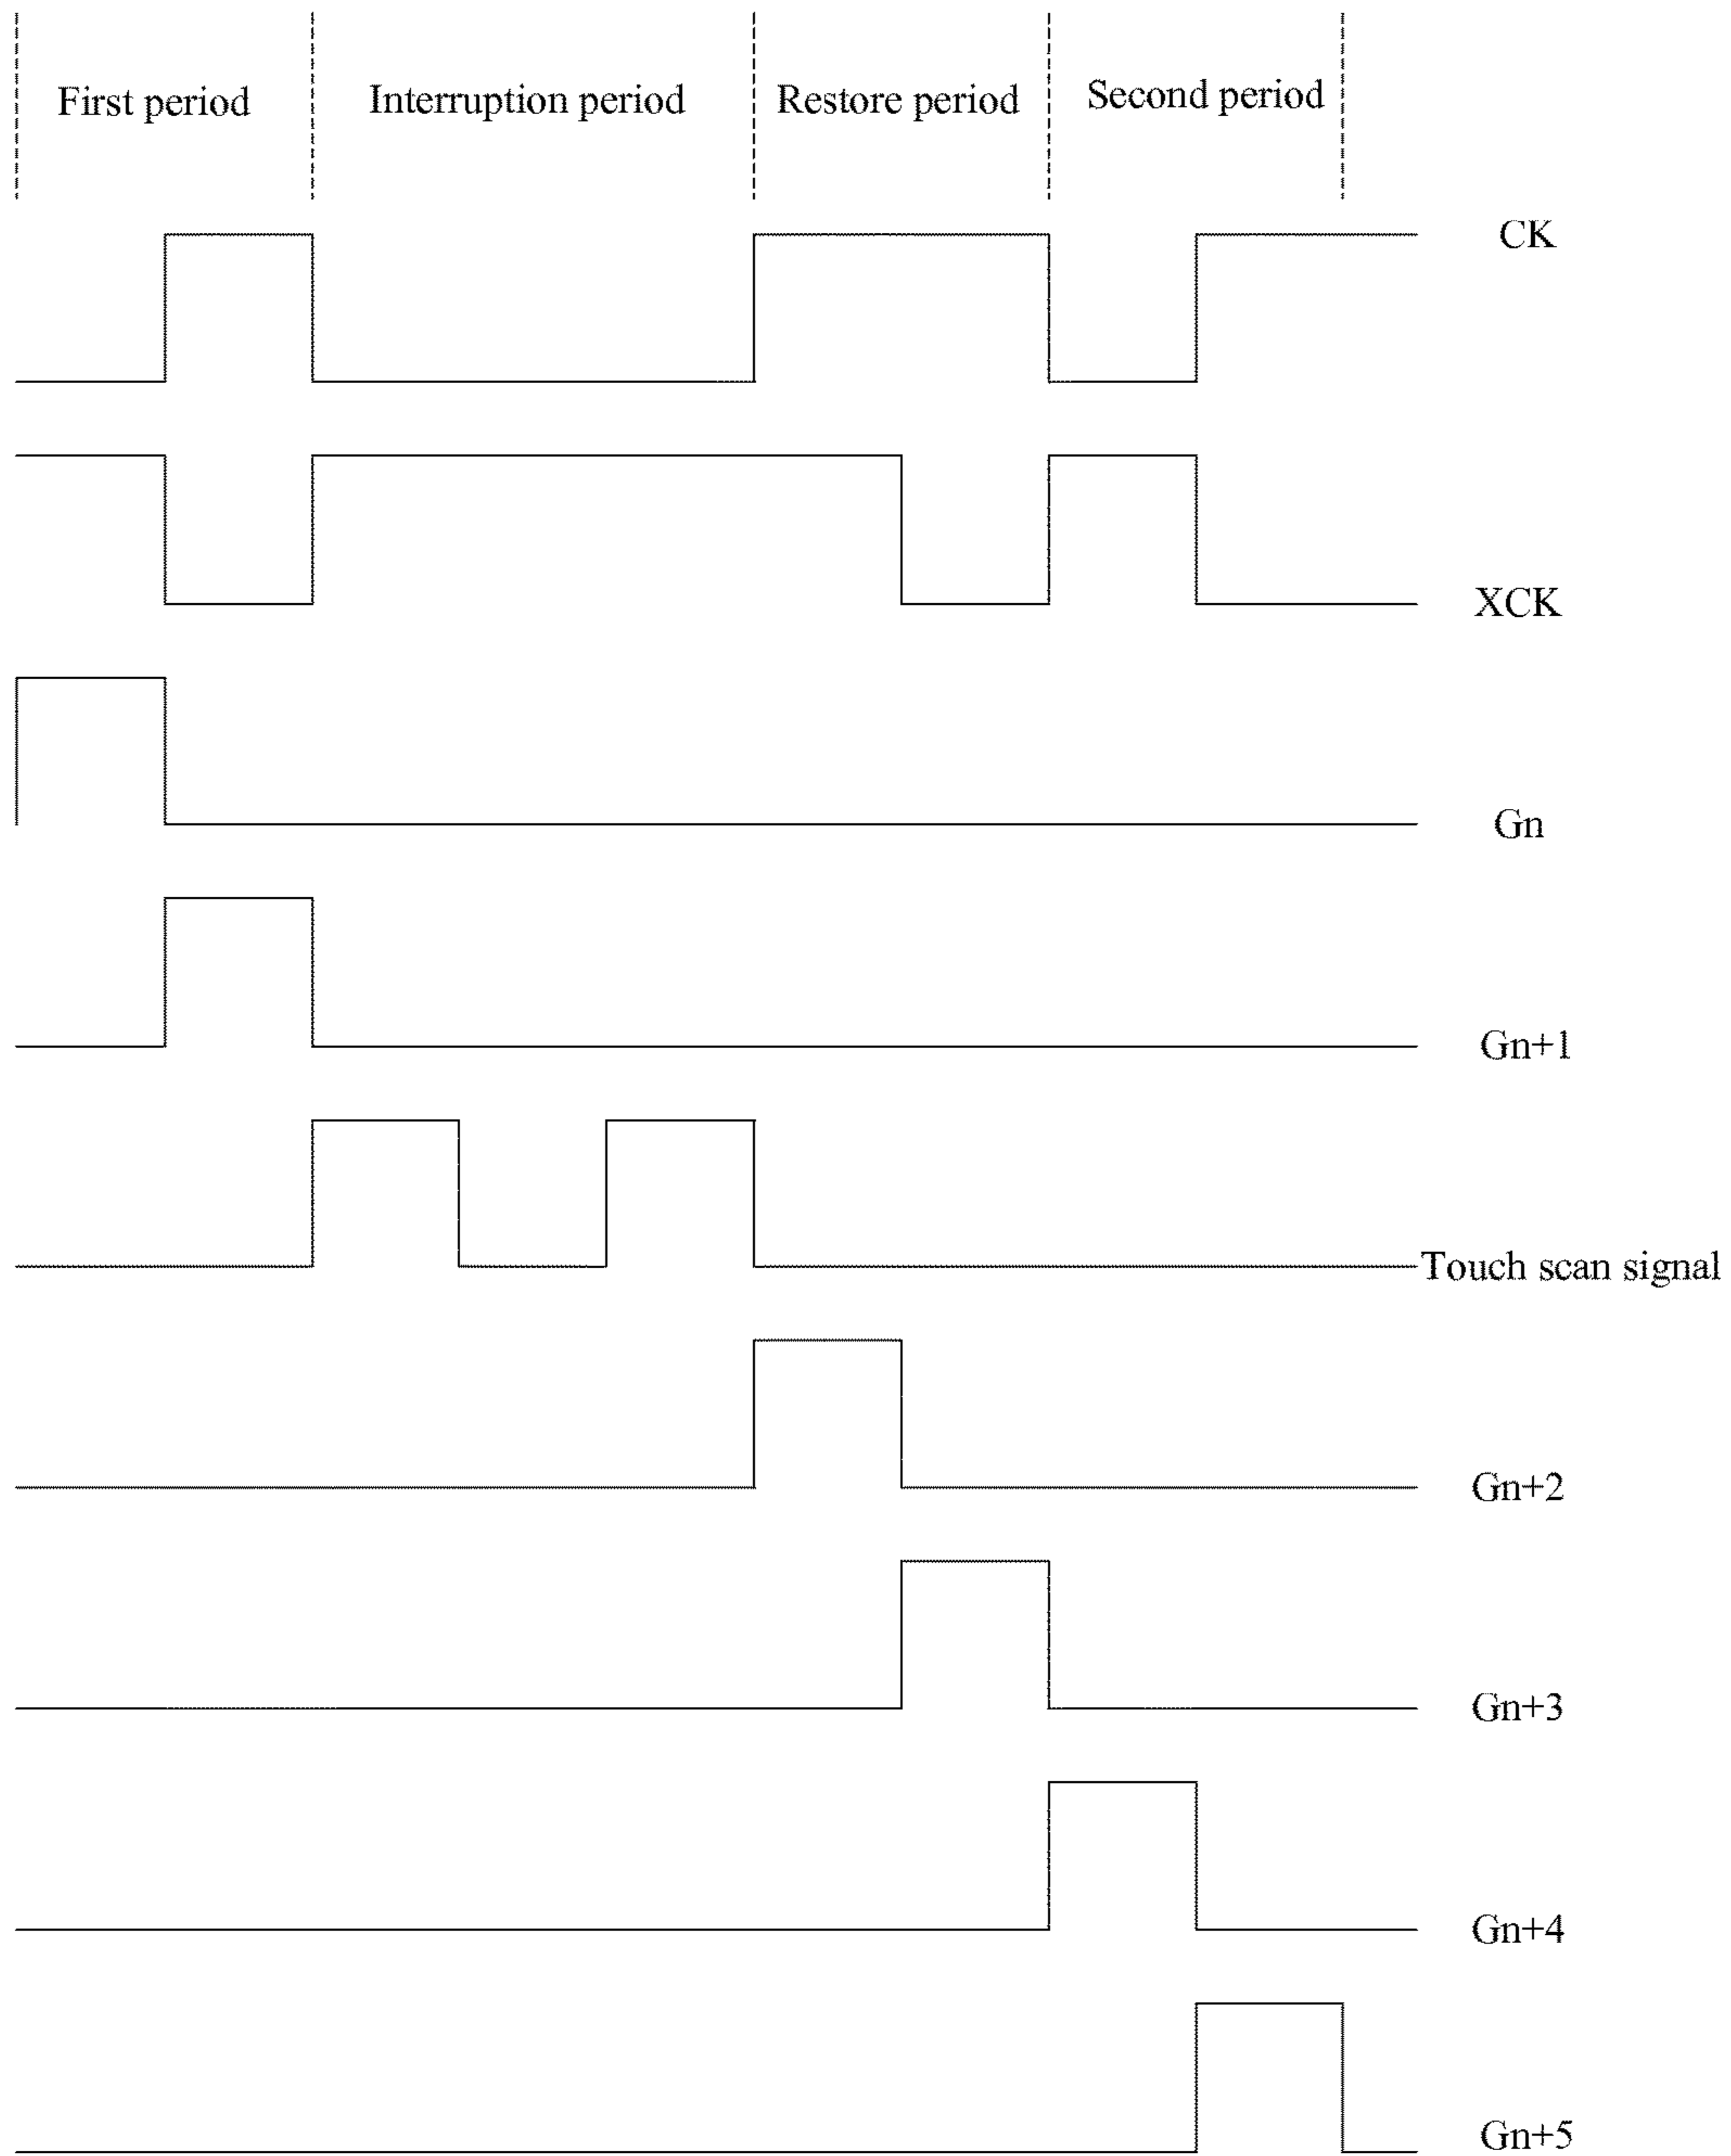 First period
Interruption period
Restore period
Second period
CK
XCK
Gn
Gn+1
Touch scan signal
Gn+2
Gn+3
Gn+4
Gn+5